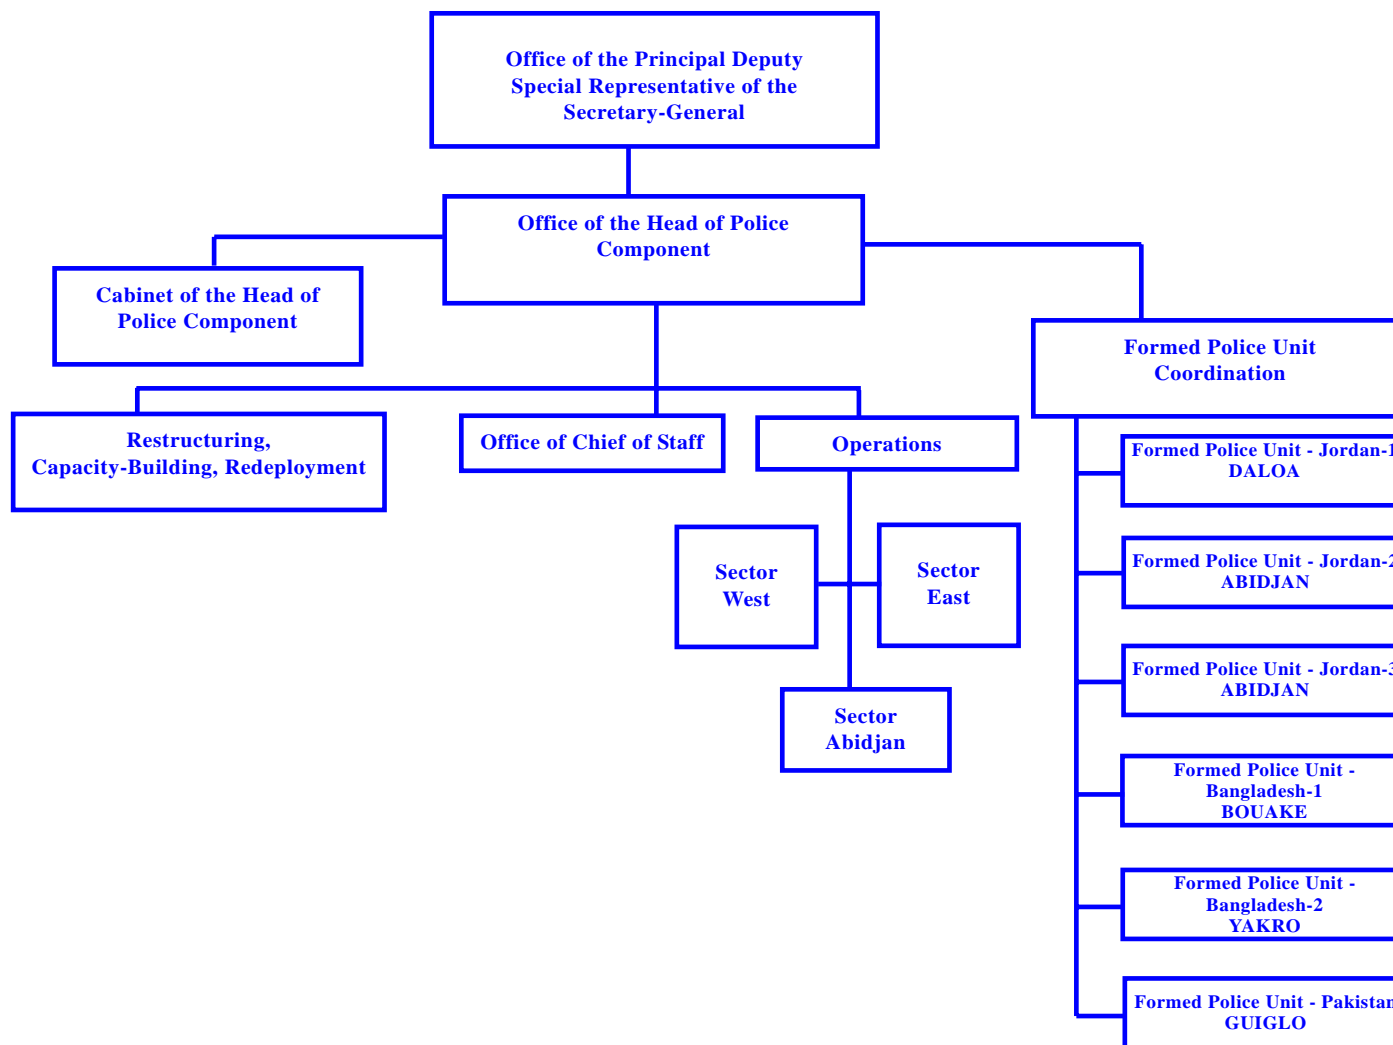 Office of the Principal Deputy
Special Representative of the
Secretary-General
Office of the Head of Police
Component
Cabinet of the Head of
Police Component
Formed Police Unit
Coordination
Restructuring,
Capacity-Building, Redeployment
Office of Chief of Staff
Operations
Sector
West
Sector
East
Sector
Abidjan
Formed Police Unit - Jordan-1
DALOA
Formed Police Unit - Jordan-2
ABIDJAN
Formed Police Unit - Jordan-3
ABIDJAN
Formed Police Unit -
Bangladesh-1
BOUAKE
Formed Police Unit -
Bangladesh-2
YAKRO
Formed Police Unit - Pakistan
GUIGLO